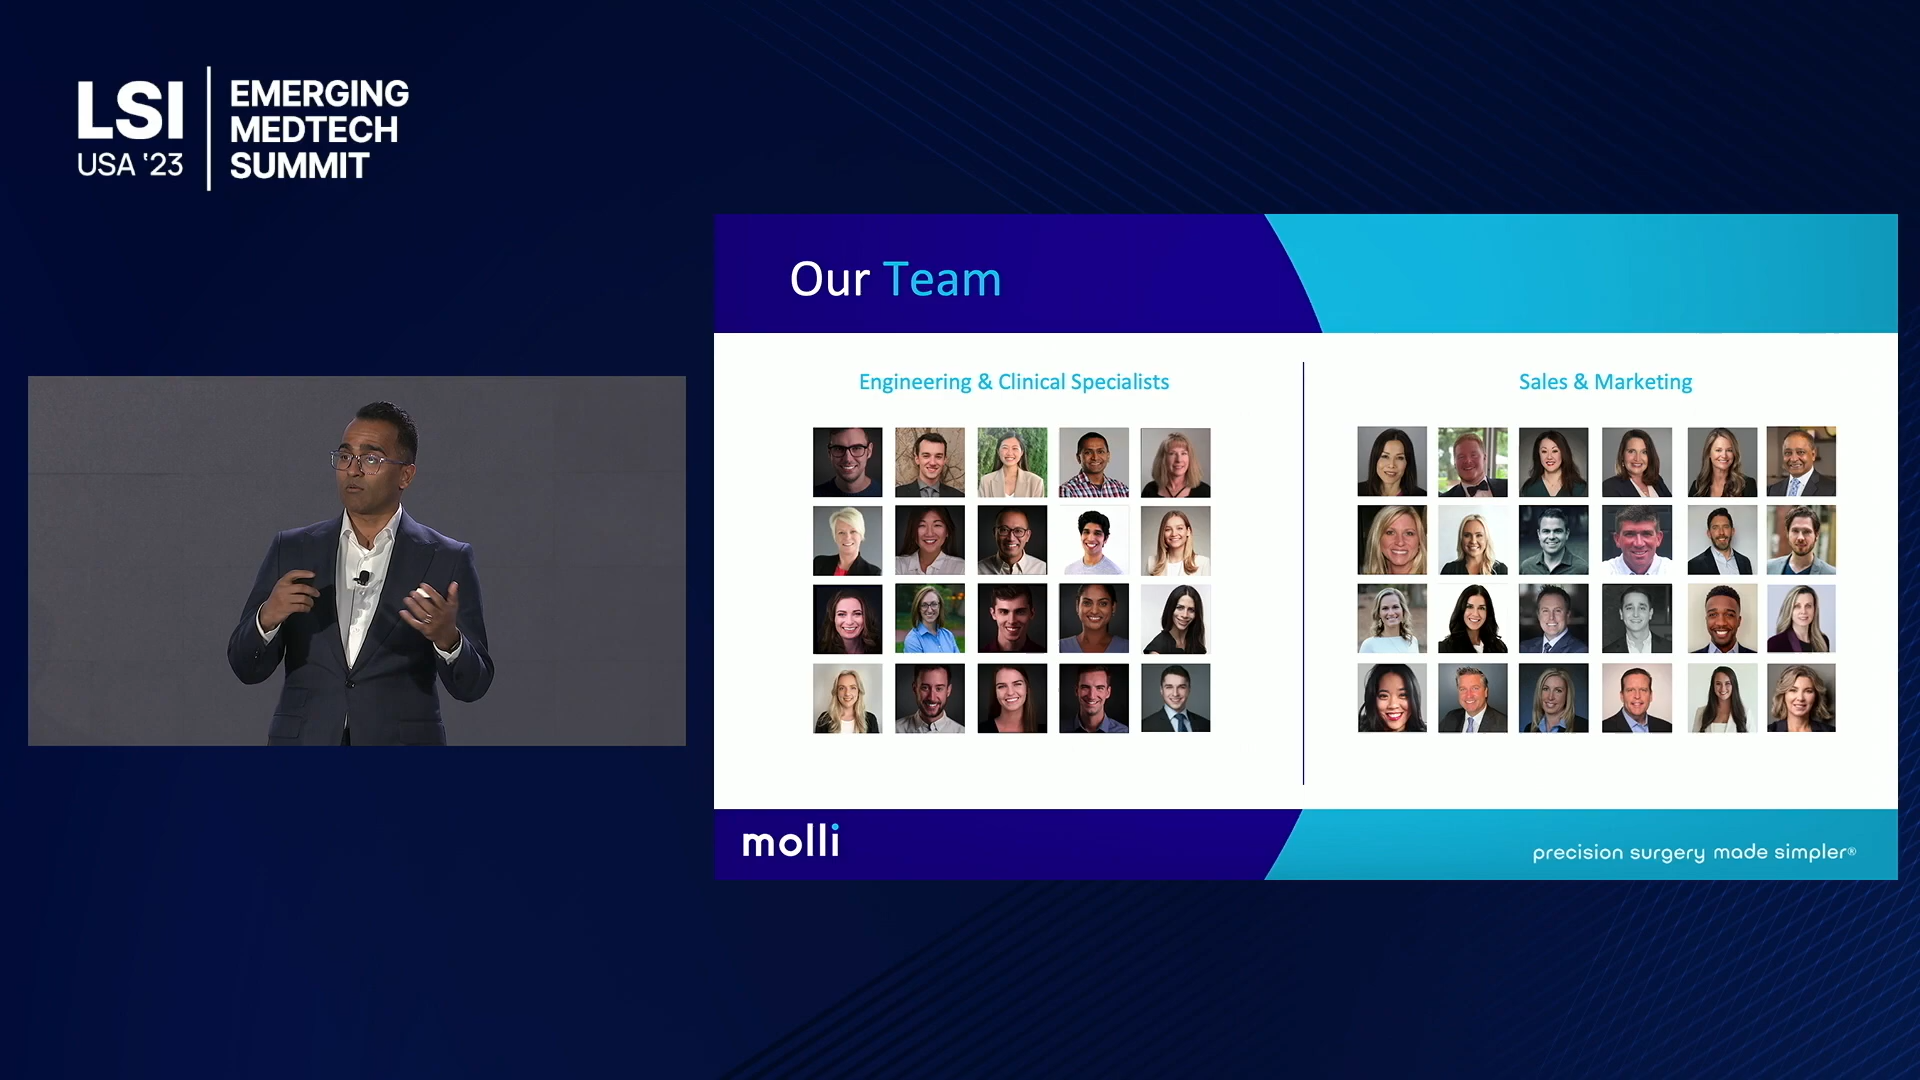 LSI
USA '23
EMERGING
MEDTECH
SUMMIT
Our Team
Engineering & Clinical Specialists
Sales & Marketing
molli
precision surgery made simpler®